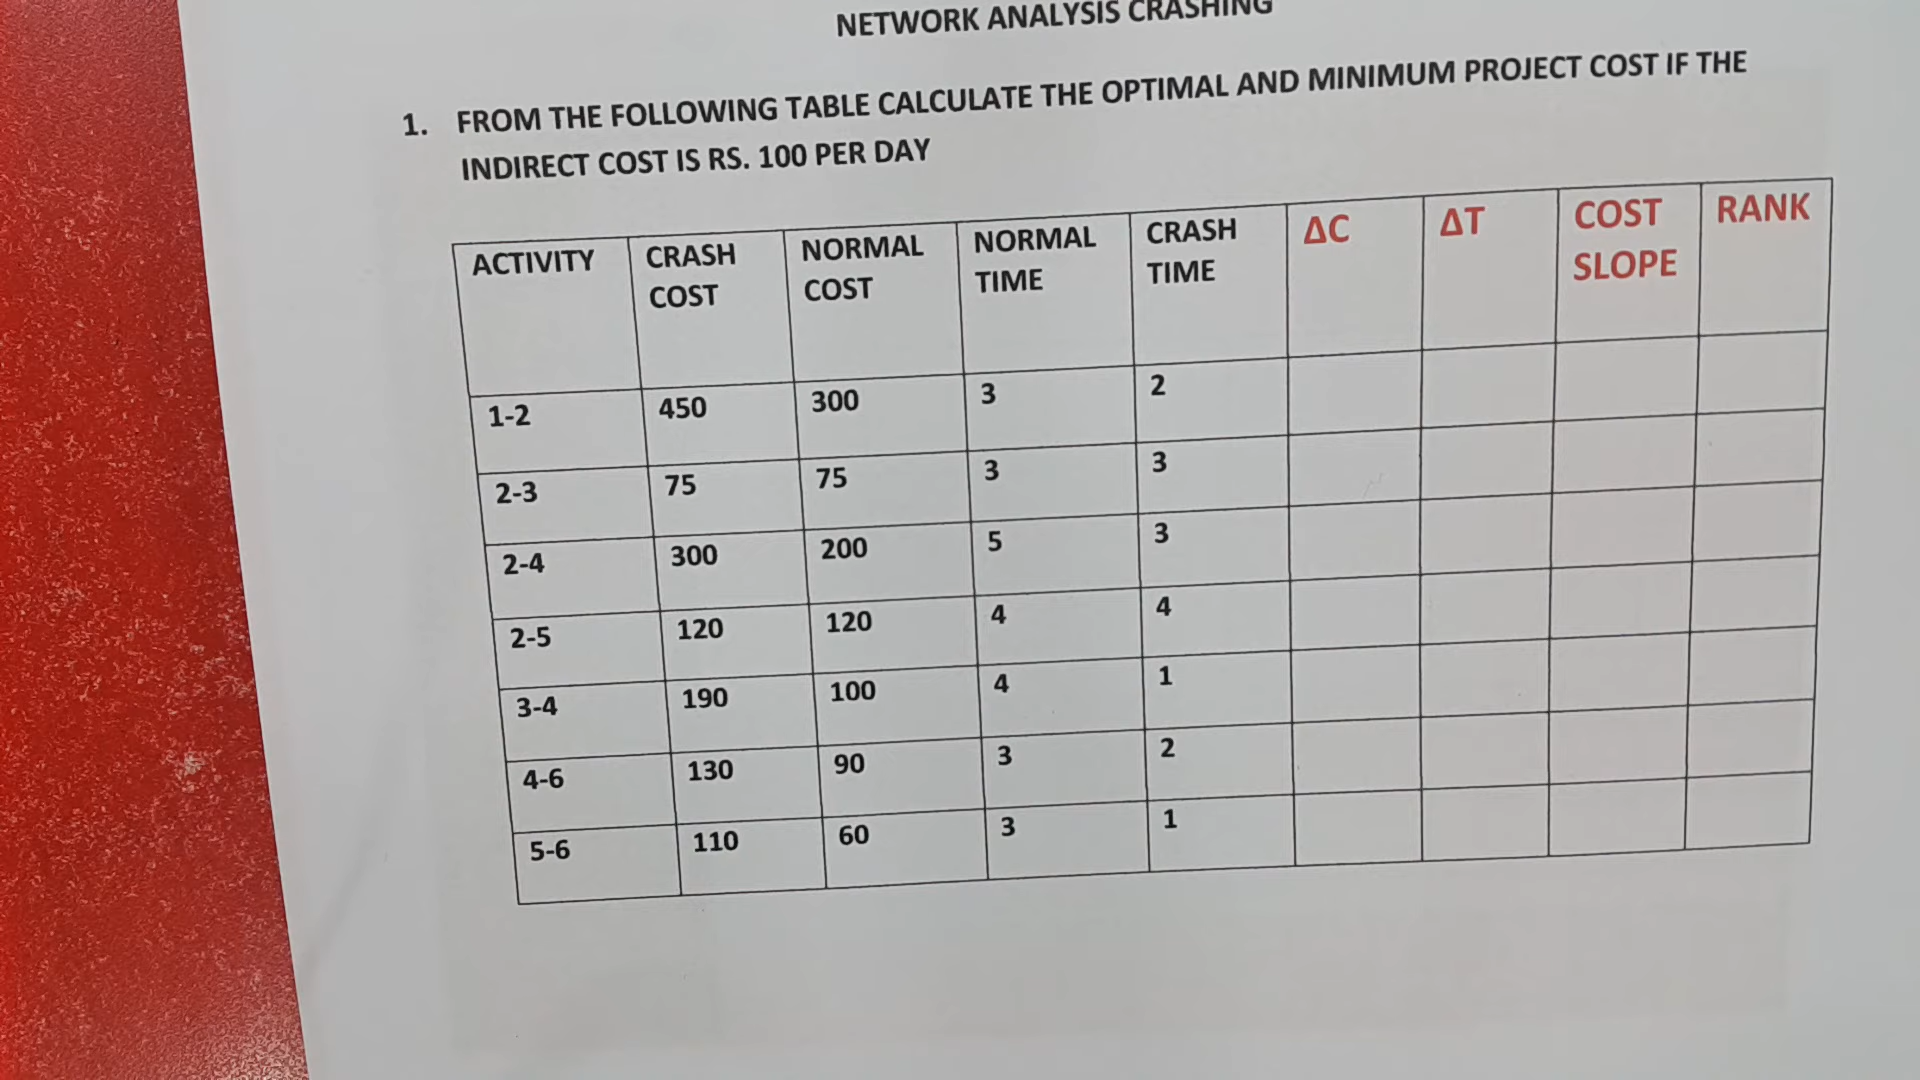 NETWORK ANALYSIS CRASHING
1. FROM THE FOLLOWING TABLE CALCULATE THE OPTIMAL AND MINIMUM PROJECT COST IF THE
INDIRECT COST IS RS. 100 PER DAY
ACTIVITY CRASH COST NORMAL COST NORMAL TIME CRASH TIME ΔC ΔT COST SLOPE RANK
1-2 450 300 3 2
2-3 75 75 3 3
2-4 300 200 5 3
2-5 120 120 4 4
3-4 190 100 4 1
4-6 130 90 3 2
5-6 110 60 3 1